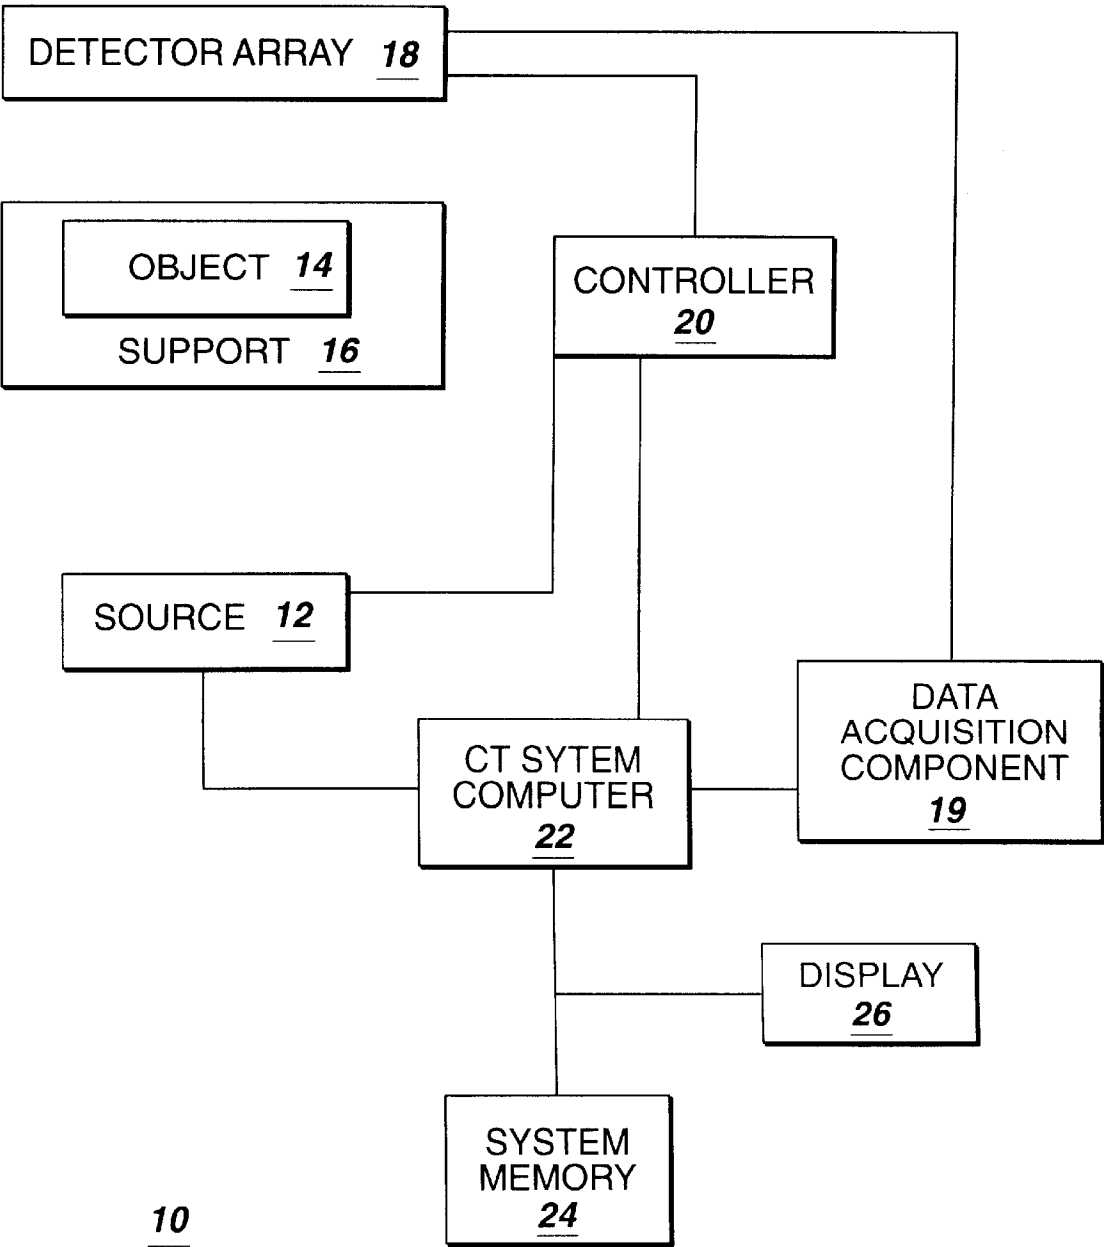 DETECTOR ARRAY 18
OBJECT 14
SUPPORT 16
CONTROLLER
20
SOURCE 12
CT SYTEM
COMPUTER
22
DATA
ACQUISITION
COMPONENT
19
DISPLAY
26
SYSTEM
MEMORY
24
10